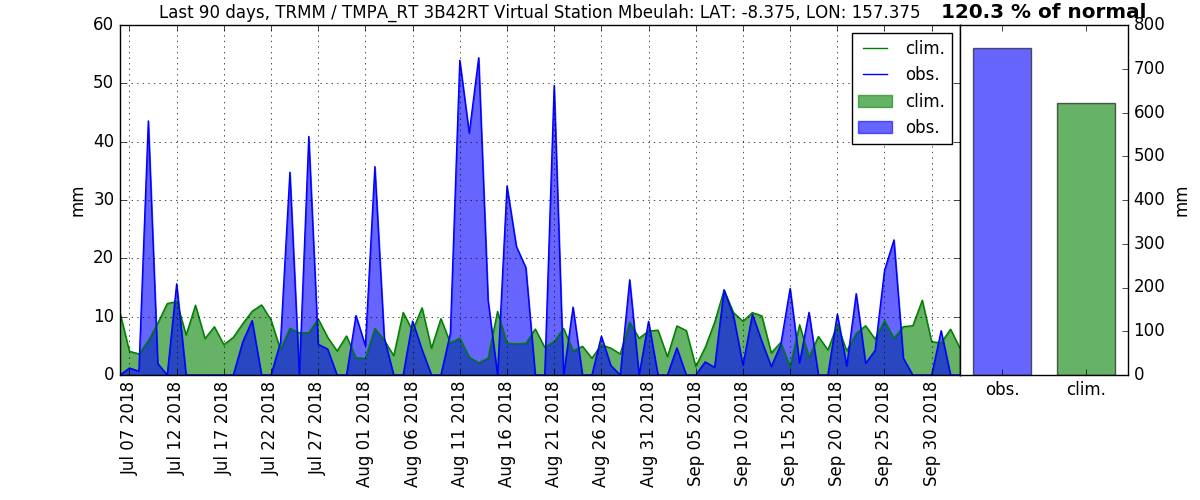 Last 90 days, TRMM / TMPA_RT 3B42RT Virtual Station Mbeulah: LAT: -8.375, LON: 157.375
120.3 % of normal
60
50
40
30
20
10
0
mm
clim.
obs.
clim.
obs.
800
700
600
500
400
300
200
100
0
mm
Jul 07 2018
Jul 12 2018
Jul 17 2018
Jul 22 2018
Jul 27 2018
Aug 01 2018
Aug 06 2018
Aug 11 2018
Aug 16 2018
Aug 21 2018
Aug 26 2018
Aug 31 2018
Sep 05 2018
Sep 10 2018
Sep 15 2018
Sep 20 2018
Sep 25 2018
Sep 30 2018
obs.
clim.